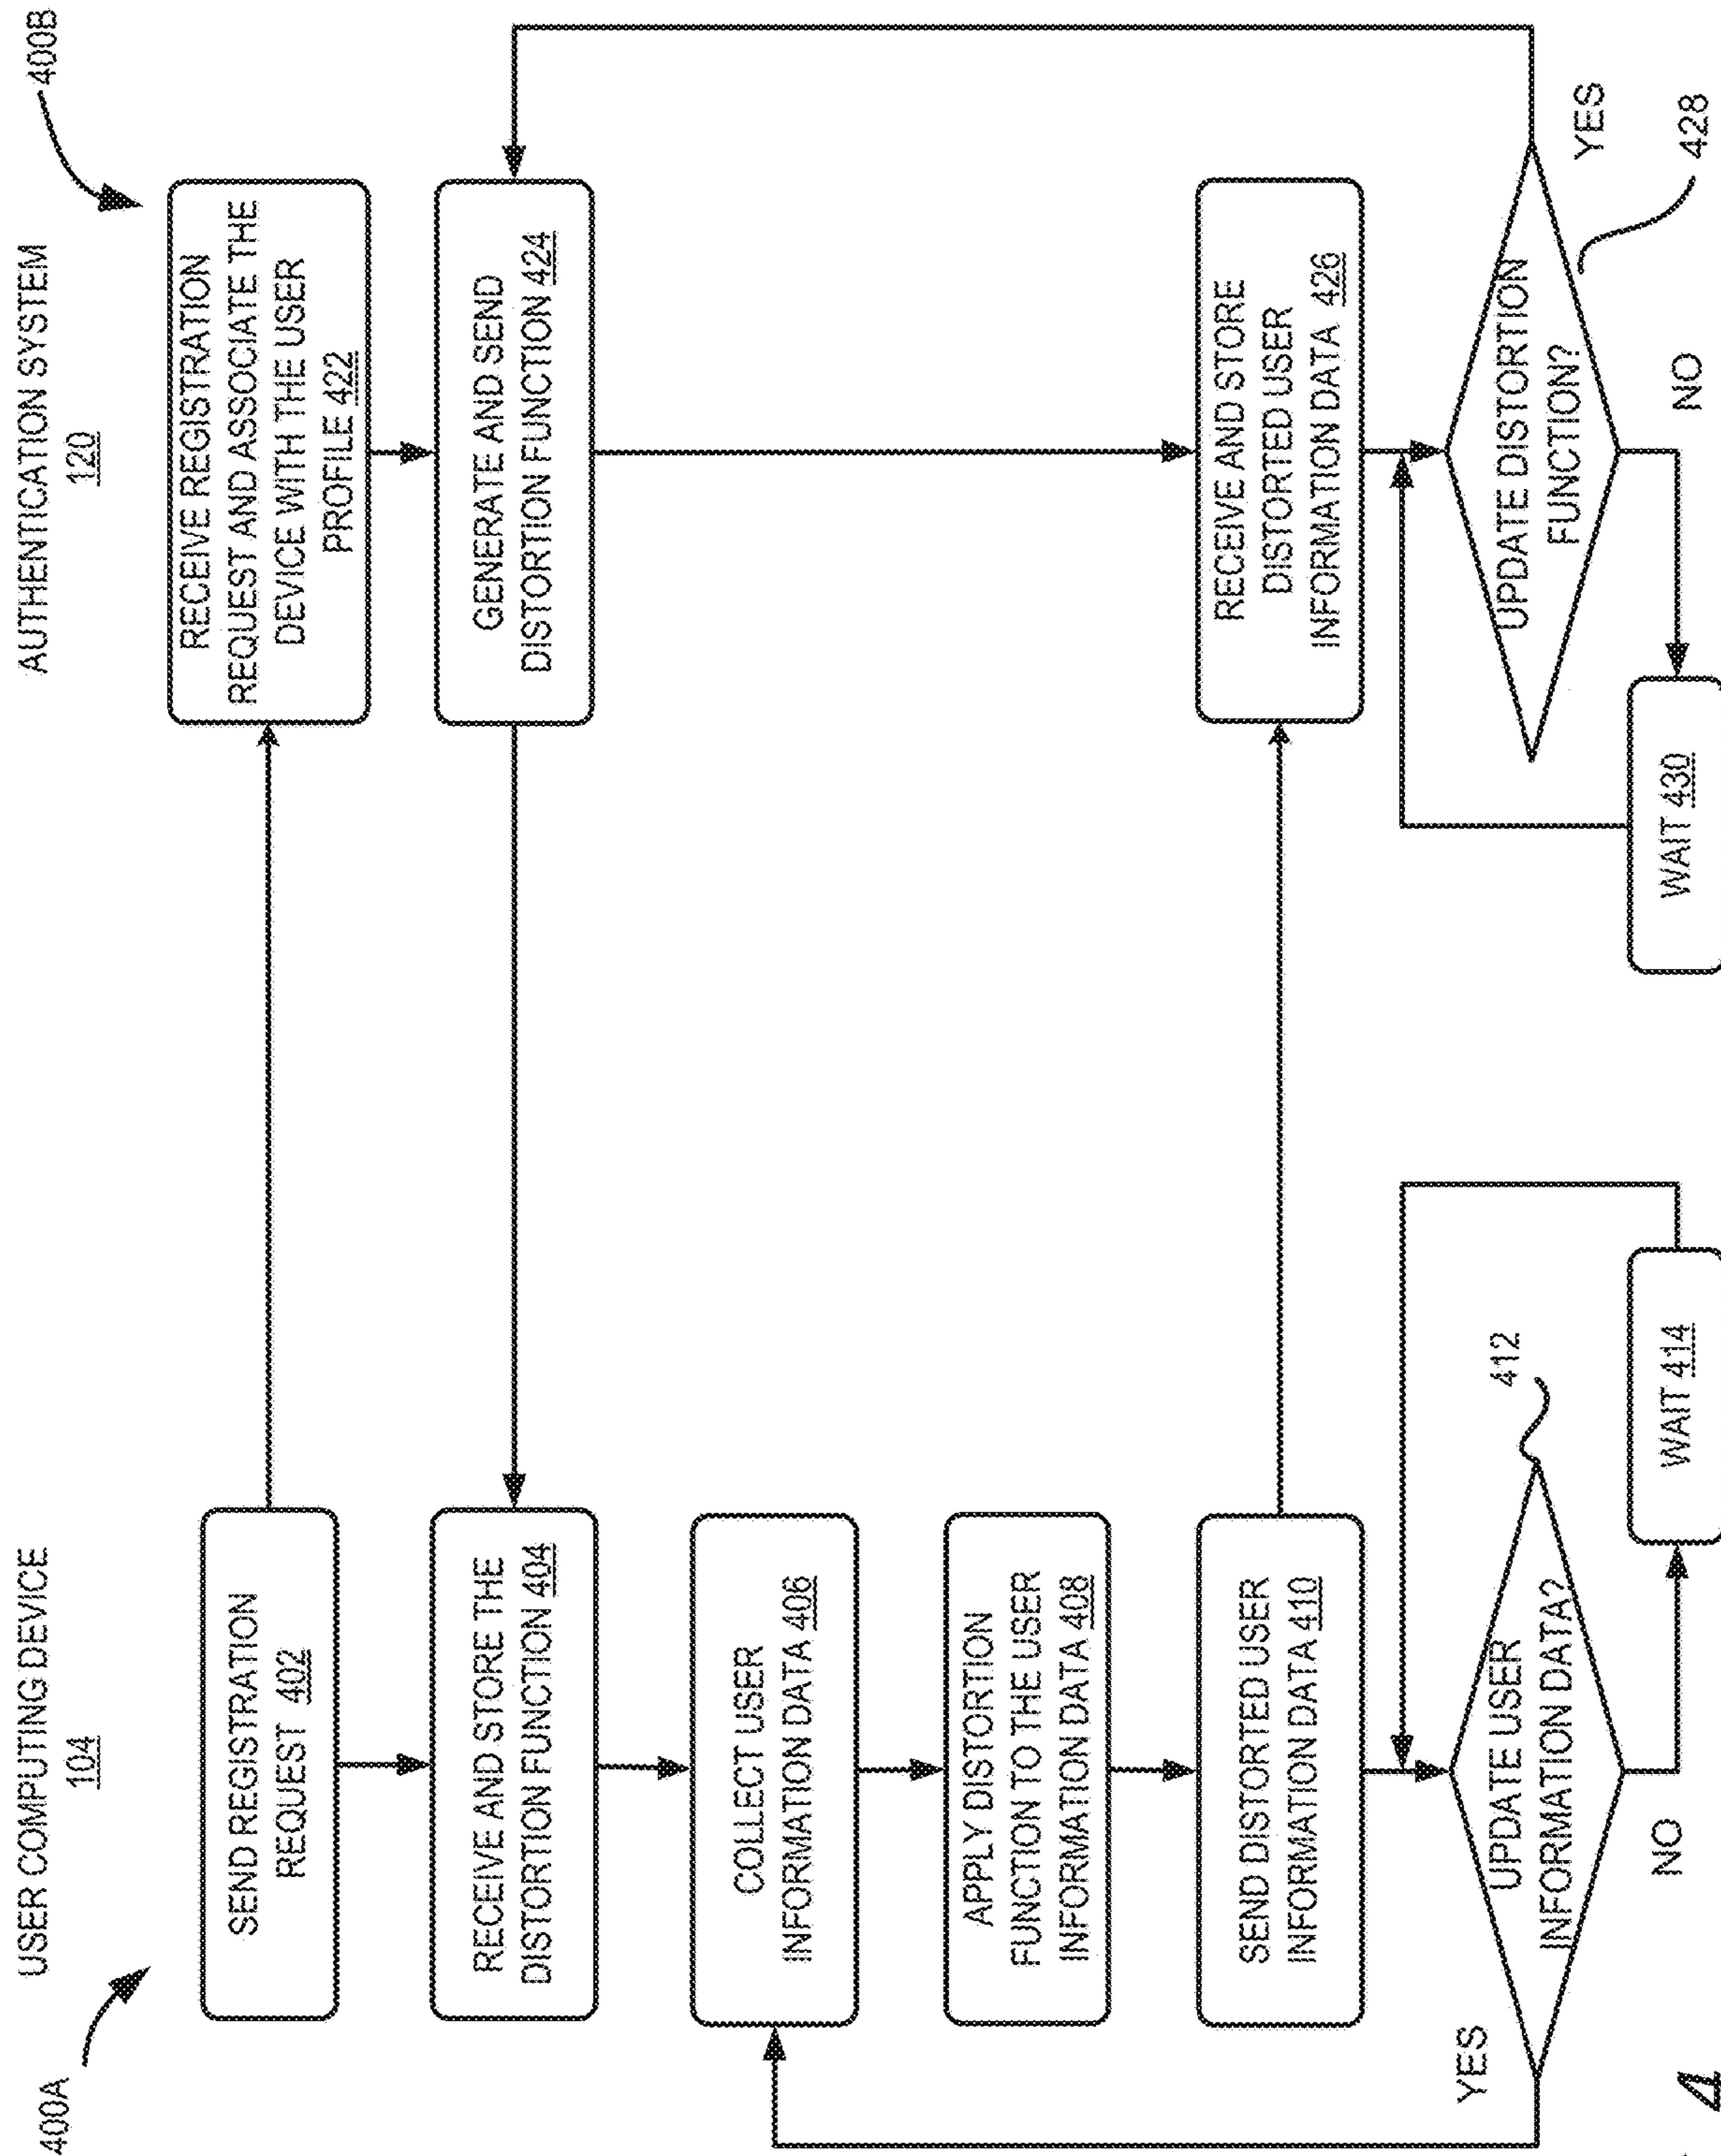 400A
USER COMPUTING DEVICE
104
SEND REGISTRATION
REQUEST 402
RECEIVE AND STORE THE
DISTORTION FUNCTION 404
COLLECT USER
INFORMATION DATA 406
APPLY DISTORTION
FUNCTION TO THE USER
INFORMATION DATA 408
SEND DISTORTED USER
INFORMATION DATA 410
UPDATE USER
INFORMATION DATA?
412
YES
NO
WAIT 414
AUTHENTICATION SYSTEM
120
400B
RECEIVE REGISTRATION
REQUEST AND ASSOCIATE THE
DEVICE WITH THE USER
PROFILE 422
GENERATE AND SEND
DISTORTION FUNCTION 424
RECEIVE AND STORE
DISTORTED USER
INFORMATION DATA 426
UPDATE DISTORTION
FUNCTION?
YES
428
NO
WAIT 430
4